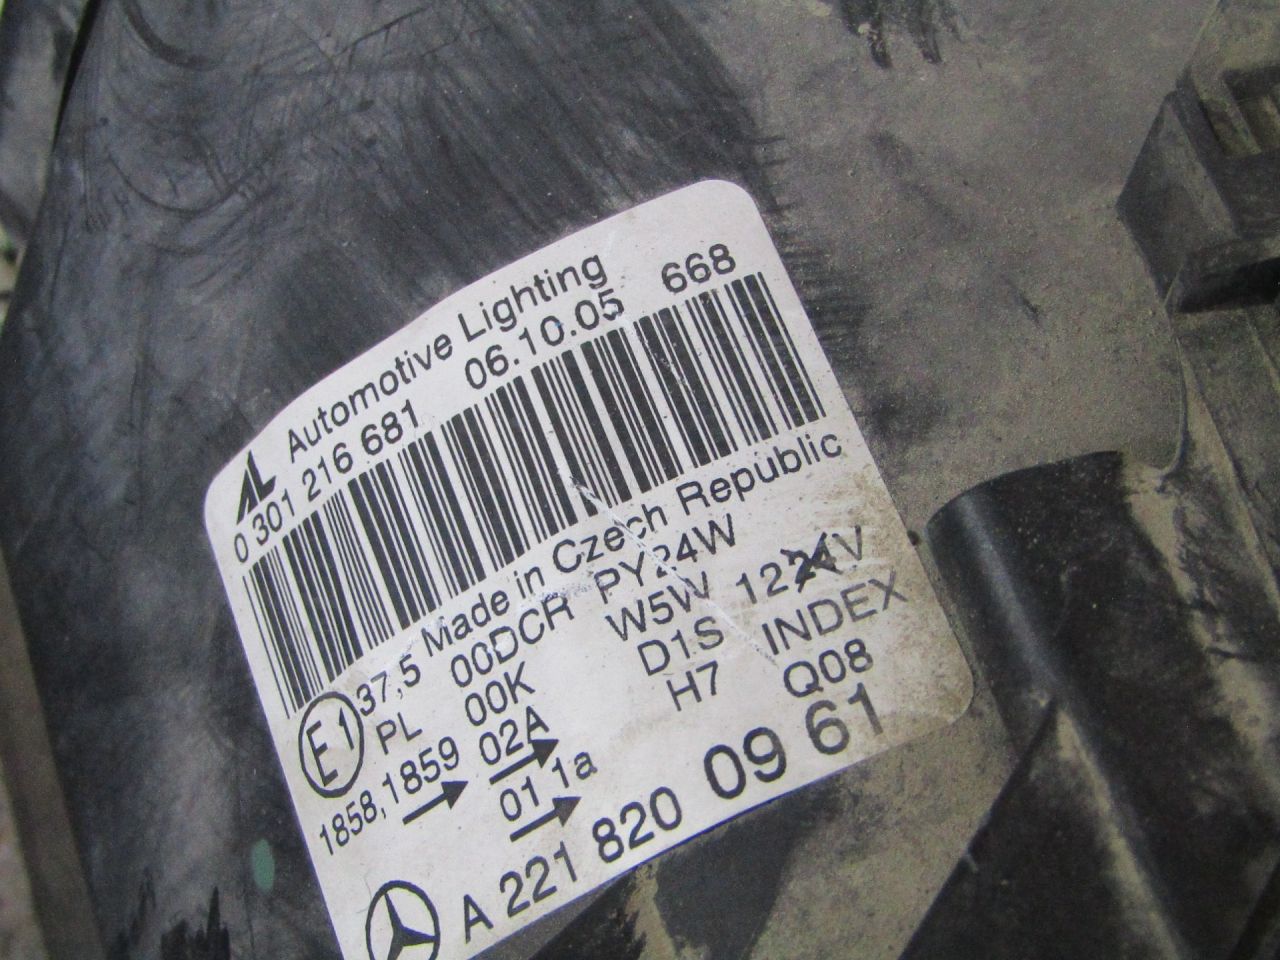 AL Automotive Lighting
0 301 216 681 06.10.05 668
37,5 Made in Czech Republic
E1 PL 00DCR PY24W
00K W5W 1224V
1858,1859 02A D1S INDEX
01 1a H7 Q08
A 221 820 09 61